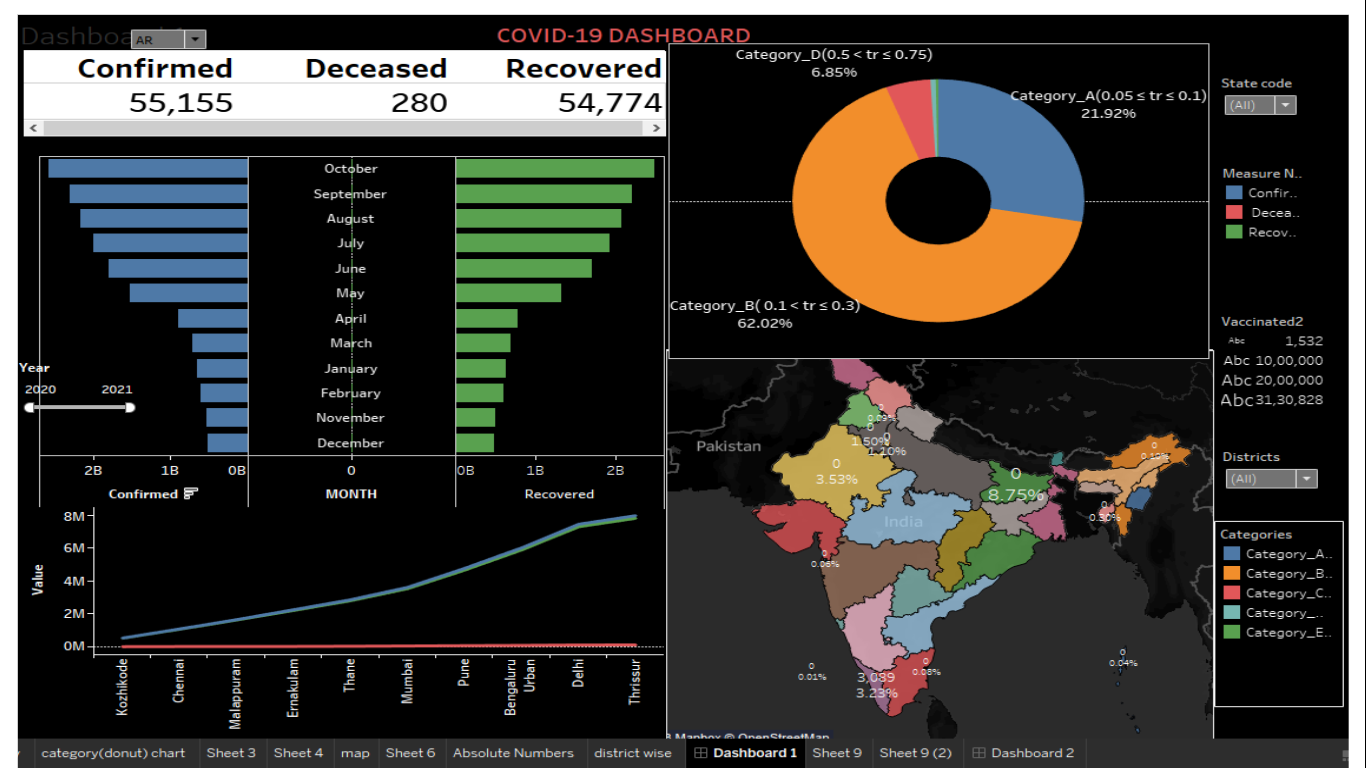 Dashboa
AR
COVID-19 DASHBOARD
Confirmed Deceased Recovered
55,155 280 54,774
October
September
August
July
June
May
April
March
January
February
November
December
Year
2020 2021
2B 1B 0B 0 0B 1B 2B
Confirmed MONTH Recovered
8M
6M
4M
2M
0M
Value
Kozhikode
Chennai
Malappuram
Ernakulam
Thane
Mumbai
Pune
Bengaluru
Urban
Delhi
Thrissur
Category_D(0.5 < tr ≤ 0.75)
6.85%
Category_A(0.05 ≤ tr ≤ 0.1)
21.92%
Category_B( 0.1 < tr ≤ 0.3)
62.02%
Pakistan
India
0
0.09%
0
1.50%
0
1.10%
0
3.53%
0
8.75%
0
0
0.30%
0
0.06%
0
0.01%
3,089
3.23%
0
0.08%
0
0.04%
Mapbox © OpenStreetMap
State code
(All)
Measure N..
Confir..
Decea..
Recov..
Vaccinated2
Abc 1,532
Abc 10,00,000
Abc 20,00,000
Abc 31,30,828
Districts
(All)
Categories
Category_A..
Category_B..
Category_C..
Category_..
Category_E..
category(donut) chart Sheet 3 Sheet 4 map Sheet 6 Absolute Numbers district wise Dashboard 1 Sheet 9 Sheet 9 (2) Dashboard 2